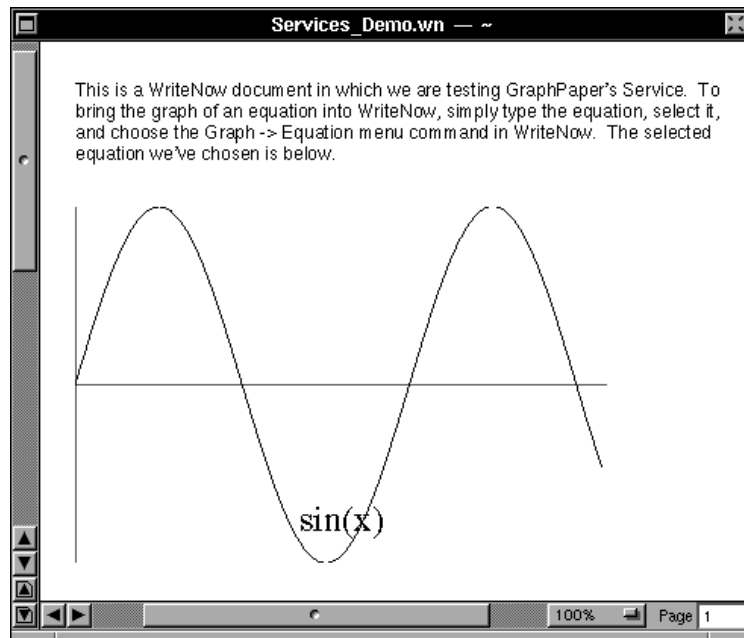 Services_Demo.wn — ~
This is a WriteNow document in which we are testing GraphPaper's Service.  To
bring the graph of an equation into WriteNow, simply type the equation, select it,
and choose the Graph -> Equation menu command in WriteNow.  The selected
equation we've chosen is below.
sin(x)
100%
Page 1